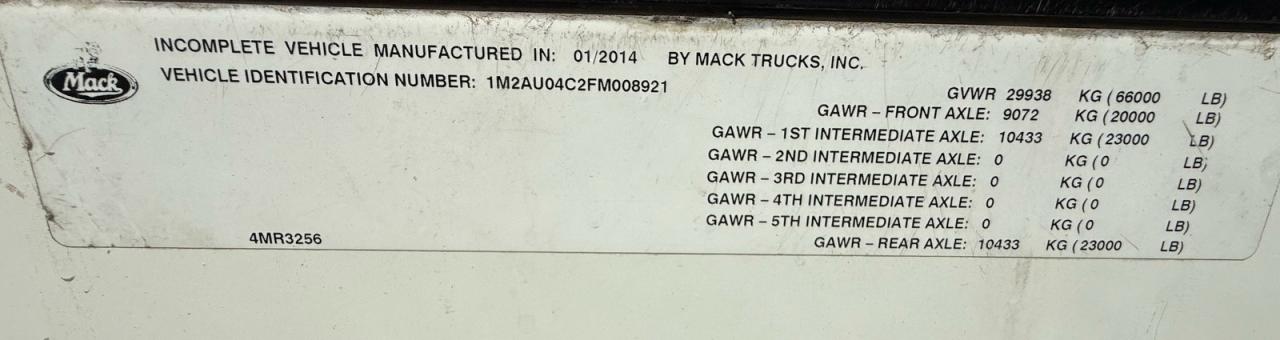 Mack
INCOMPLETE VEHICLE MANUFACTURED IN: 01/2014 BY MACK TRUCKS, INC.
VEHICLE IDENTIFICATION NUMBER: 1M2AU04C2FM008921
GVWR 29938 KG ( 66000 LB)
GAWR – FRONT AXLE: 9072 KG ( 20000 LB)
GAWR – 1ST INTERMEDIATE AXLE: 10433 KG ( 23000 LB)
GAWR – 2ND INTERMEDIATE AXLE: 0 KG ( 0 LB)
GAWR – 3RD INTERMEDIATE AXLE: 0 KG ( 0 LB)
GAWR – 4TH INTERMEDIATE AXLE: 0 KG ( 0 LB)
GAWR – 5TH INTERMEDIATE AXLE: 0 KG ( 0 LB)
GAWR – REAR AXLE: 10433 KG ( 23000 LB)
4MR3256